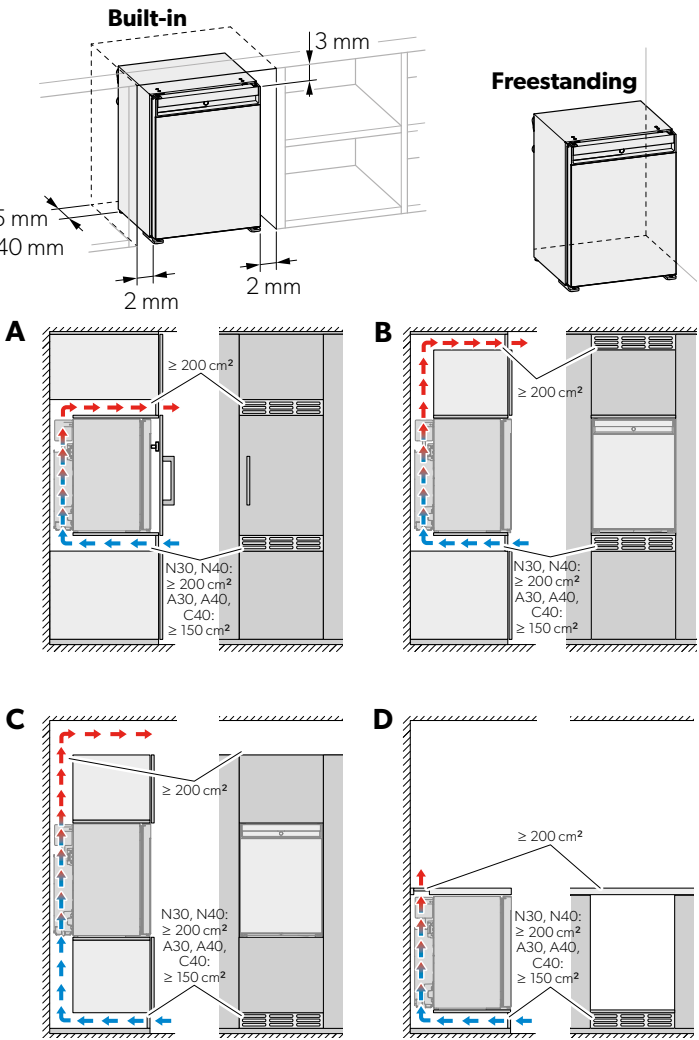 Built-in
3 mm
Freestanding
5 mm
40 mm
2 mm
2 mm
A
≥ 200 cm²
N30, N40:
≥ 200 cm²
A30, A40,
C40:
≥ 150 cm²
B
≥ 200 cm²
N30, N40:
≥ 200 cm²
A30, A40,
C40:
≥ 150 cm²
C
≥ 200 cm²
N30, N40:
≥ 200 cm²
A30, A40,
C40:
≥ 150 cm²
D
≥ 200 cm²
N30, N40:
≥ 200 cm²
A30, A40,
C40:
≥ 150 cm²